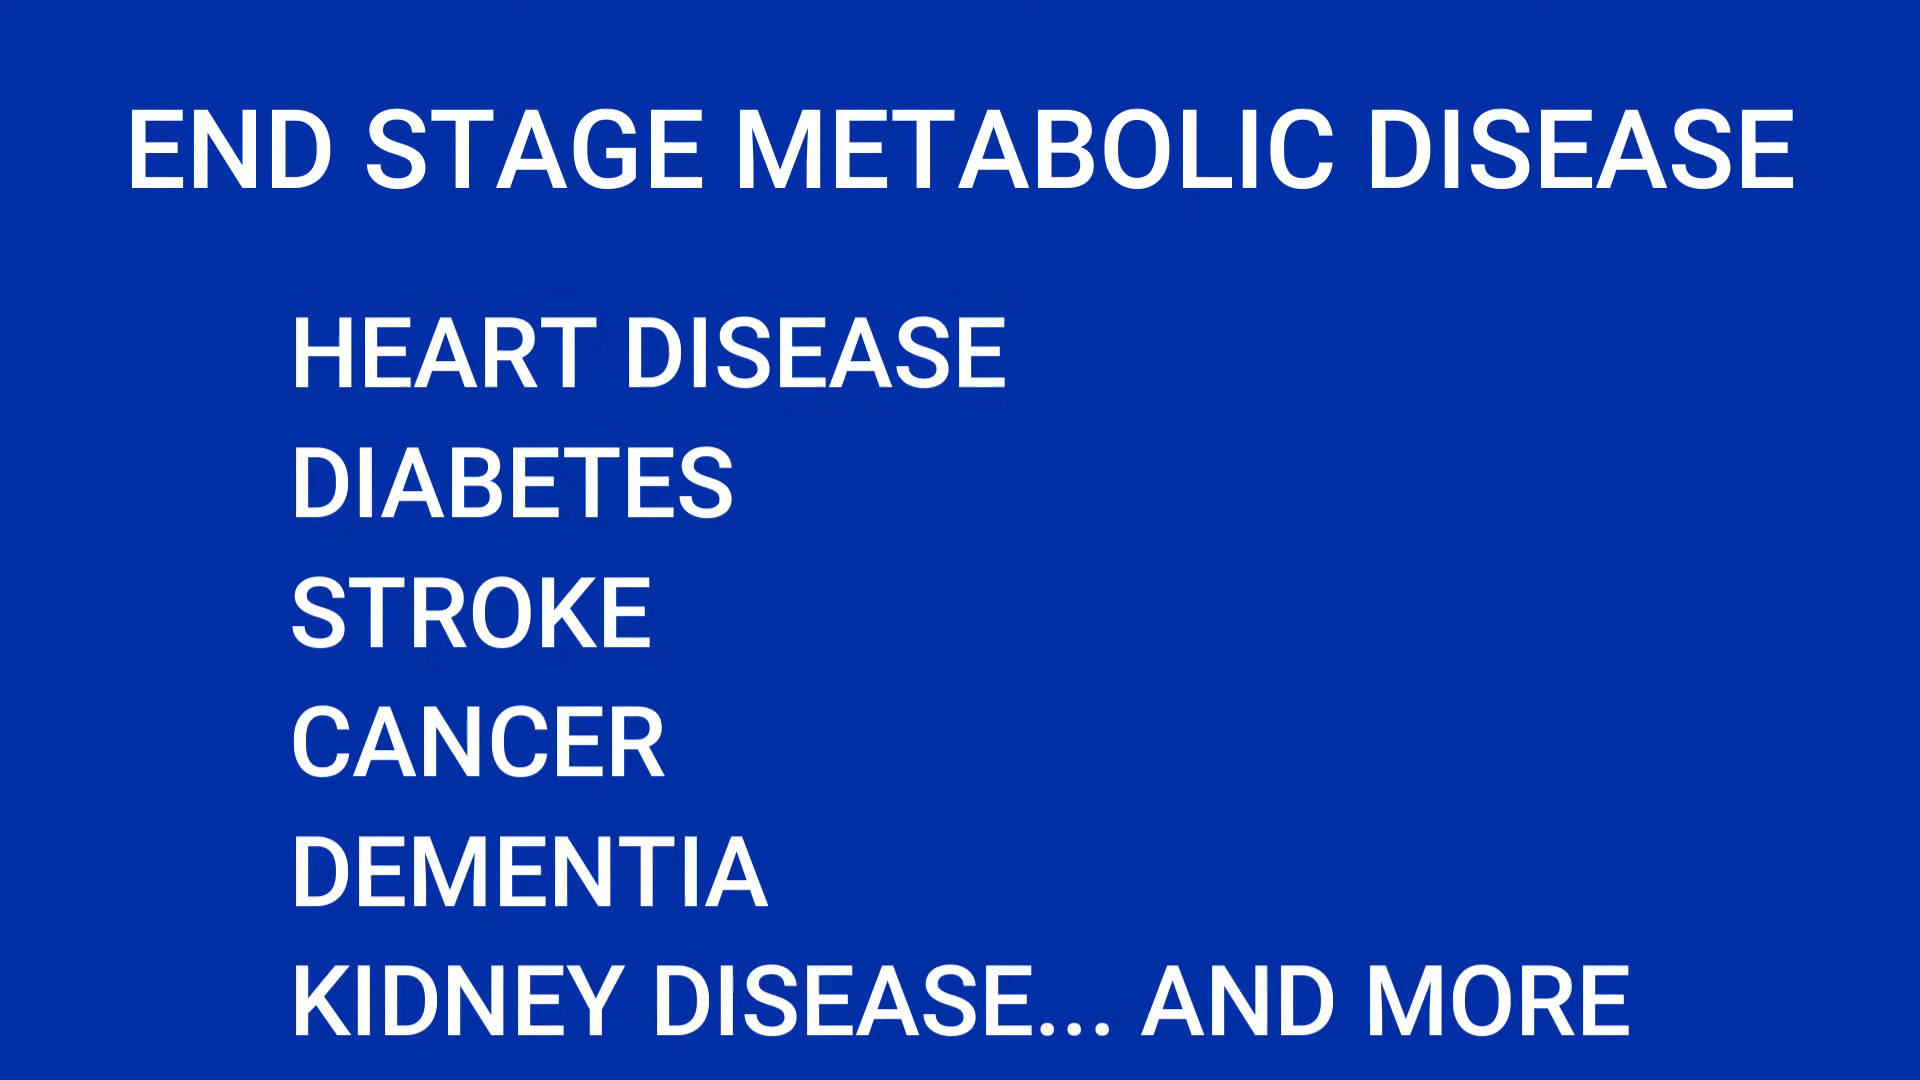 END STAGE METABOLIC DISEASE
HEART DISEASE
DIABETES
STROKE
CANCER
DEMENTIA
KIDNEY DISEASE... AND MORE